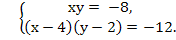 xy = −8,
(x − 4)(y − 2) = −12.